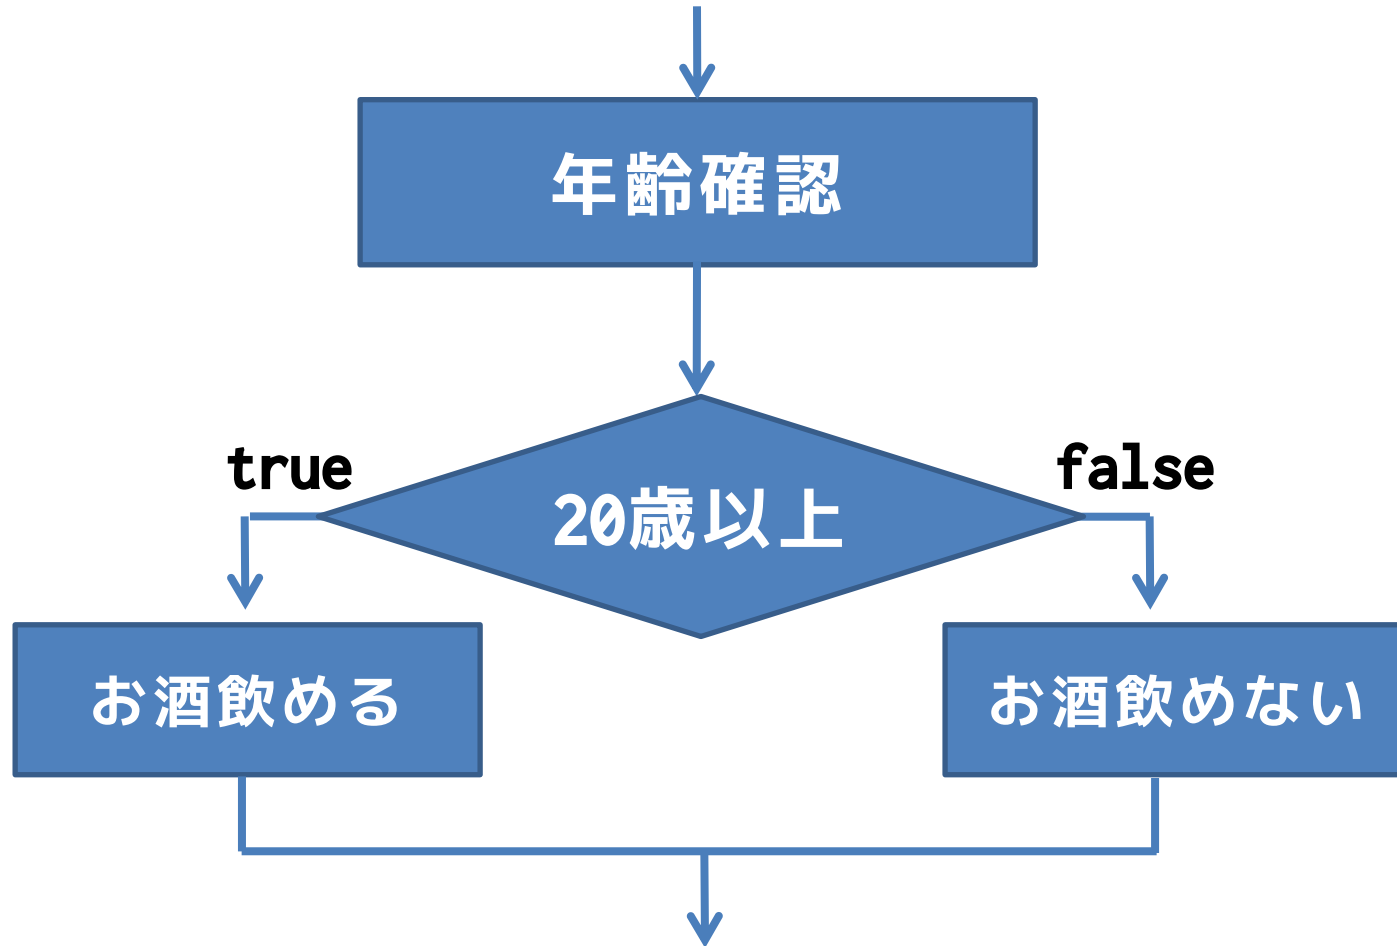 年齢確認
true
false
20歳以上
お酒飲める
お酒飲めない